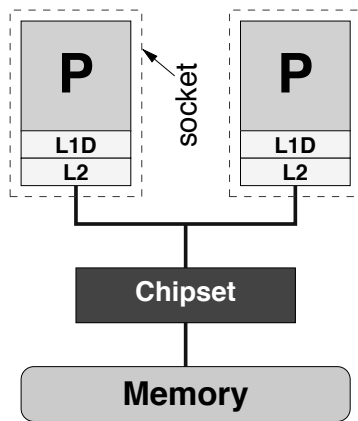 P
L1D
L2
socket
P
L1D
L2
Chipset
Memory